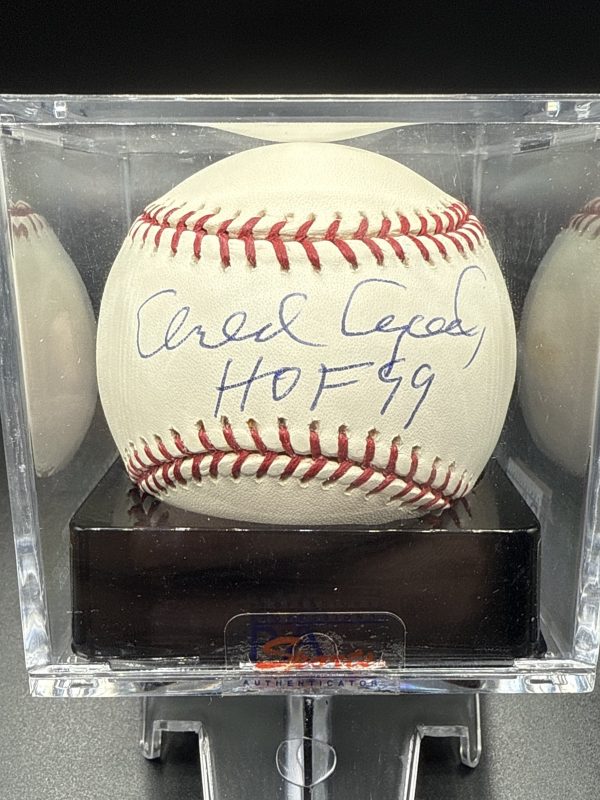 Orlando Cepeda
HOF 99
AUTHENTICATOR